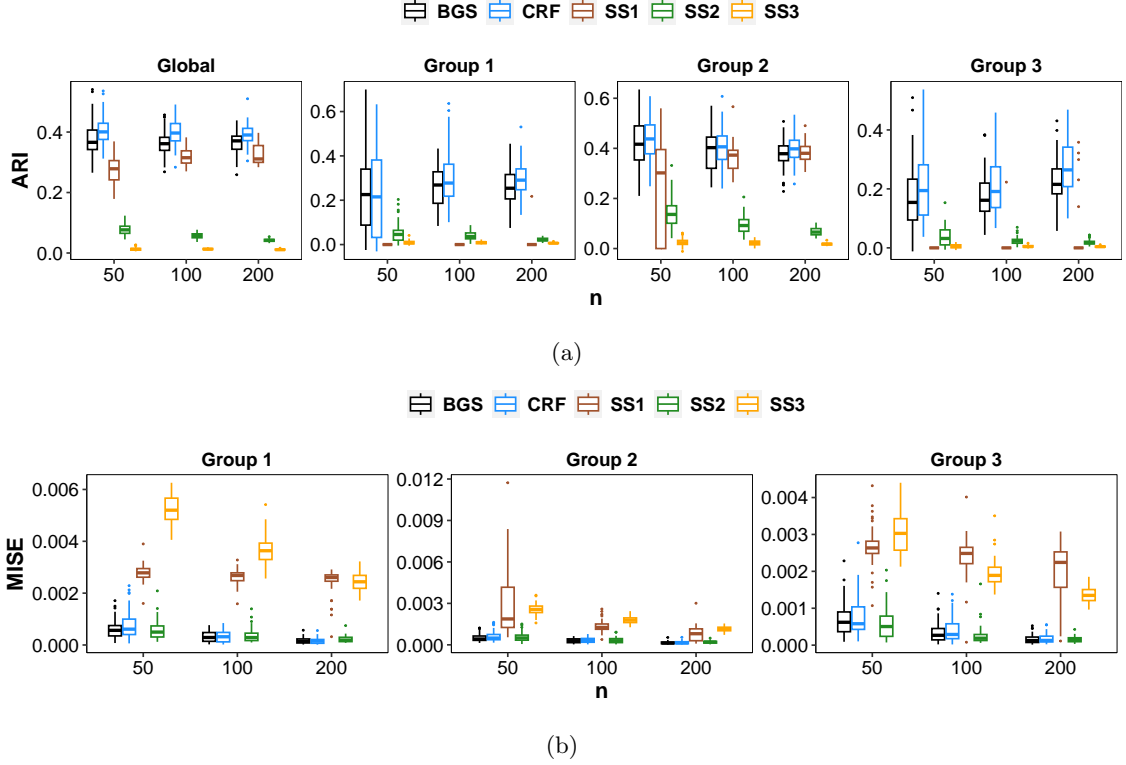 BGS CRF SS1 SS2 SS3
Global Group 1 Group 2 Group 3
ARI
0.4
0.2
0.0
0.6
0.4
0.2
0.0
0.6
0.4
0.2
0.0
0.4
0.2
0.0
50 100 200 50 100 200 50 100 200 50 100 200
n
(a)
BGS CRF SS1 SS2 SS3
Group 1 Group 2 Group 3
MISE
0.006
0.004
0.002
0.000
0.012
0.009
0.006
0.003
0.000
0.004
0.003
0.002
0.001
0.000
50 100 200 50 100 200 50 100 200
n
(b)